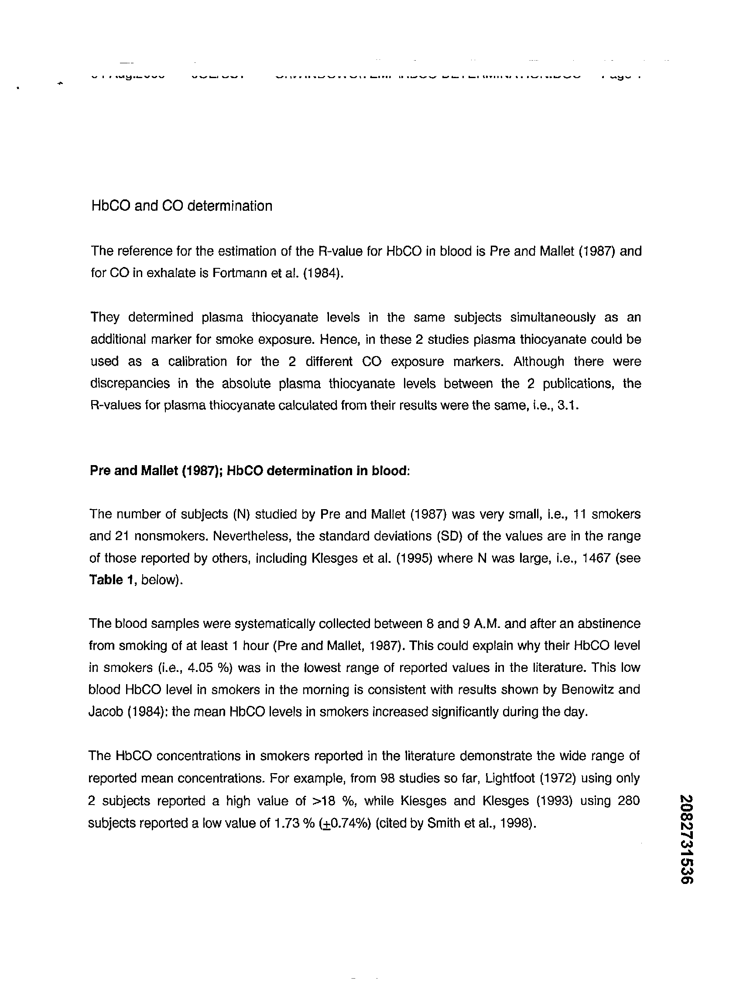 HbCO and CO determination
The reference for the estimation of the R-value for HbCO in blood is Pre and Mallet (1987) and
for CO in exhalate is Fortmann et al. (1984).
They determined plasma thiocyanate levels in the same subjects simultaneously as an
additional marker for smoke exposure. Hence, in these 2 studies plasma thiocyanate could be
used as a calibration for the 2 different CO exposure markers. Although there were
discrepancies in the absolute plasma thiocyanate levels between the 2 publications, the
R-values for plasma thiocyanate calculated from their results were the same, i.e., 3.1.
Pre and Mallet (1987); HbCO determination in blood:
The number of subjects (N) studied by Pre and Mallet (1987) was very small, i.e., 11 smokers
and 21 nonsmokers. Nevertheless, the standard deviations (SD) of the values are in the range
of those reported by others, including Klesges et al. (1995) where N was large, i.e., 1467 (see
Table 1, below).
The blood samples were systematically collected between 8 and 9 A.M. and after an abstinence
from smoking of at least 1 hour (Pre and Mallet, 1987). This could explain why their HbCO level
in smokers (i.e., 4.05 %) was in the lowest range of reported values in the literature. This low
blood HbCO level in smokers in the morning is consistent with results shown by Benowitz and
Jacob (1984): the mean HbCO levels in smokers increased significantly during the day.
The HbCO concentrations in smokers reported in the literature demonstrate the wide range of
reported mean concentrations. For example, from 98 studies so far, Lightfoot (1972) using only
2 subjects reported a high value of >18 %, while Klesges and Klesges (1993) using 280
subjects reported a low value of 1.73 % (±0.74%) (cited by Smith et al., 1998).
2082731536